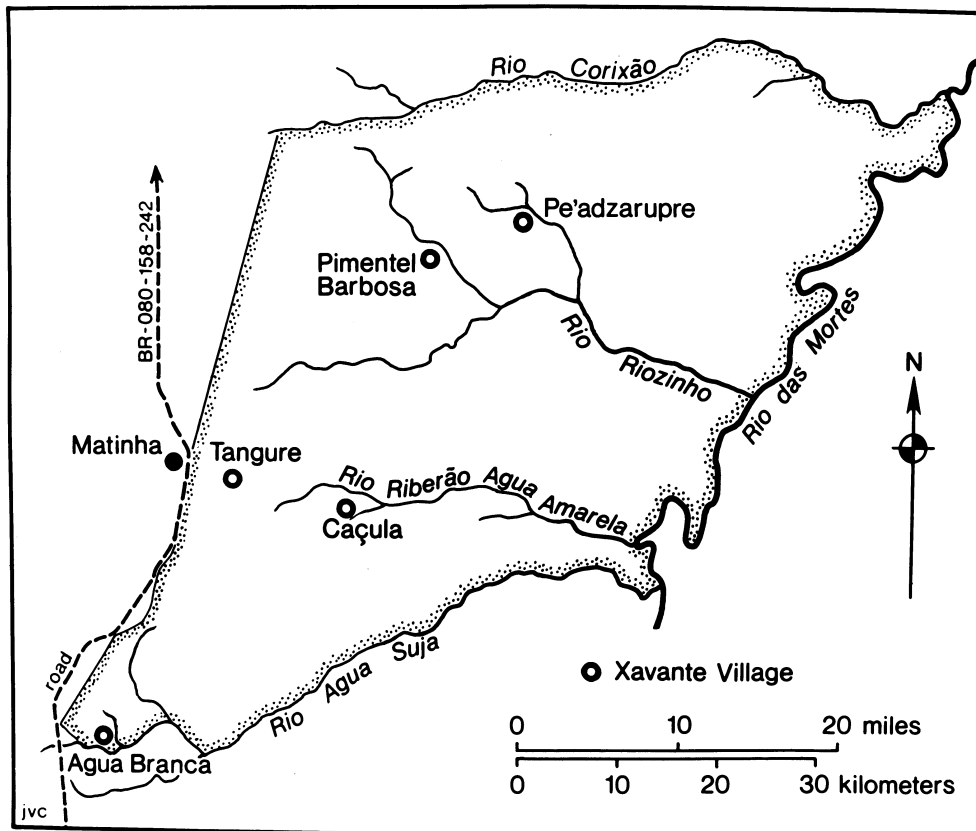 Rio Corixão
Pe'adzarupre
BR-080-158-242
Pimentel
Barbosa
Rio Riozinho
Rio das Mortes
N
Matinha
Tangure
Rio Riberão Agua Amarela
Caçula
road
Rio Agua Suja
Xavante Village
0 10 20 miles
Agua Branca
0 10 20 30 kilometers
jvc